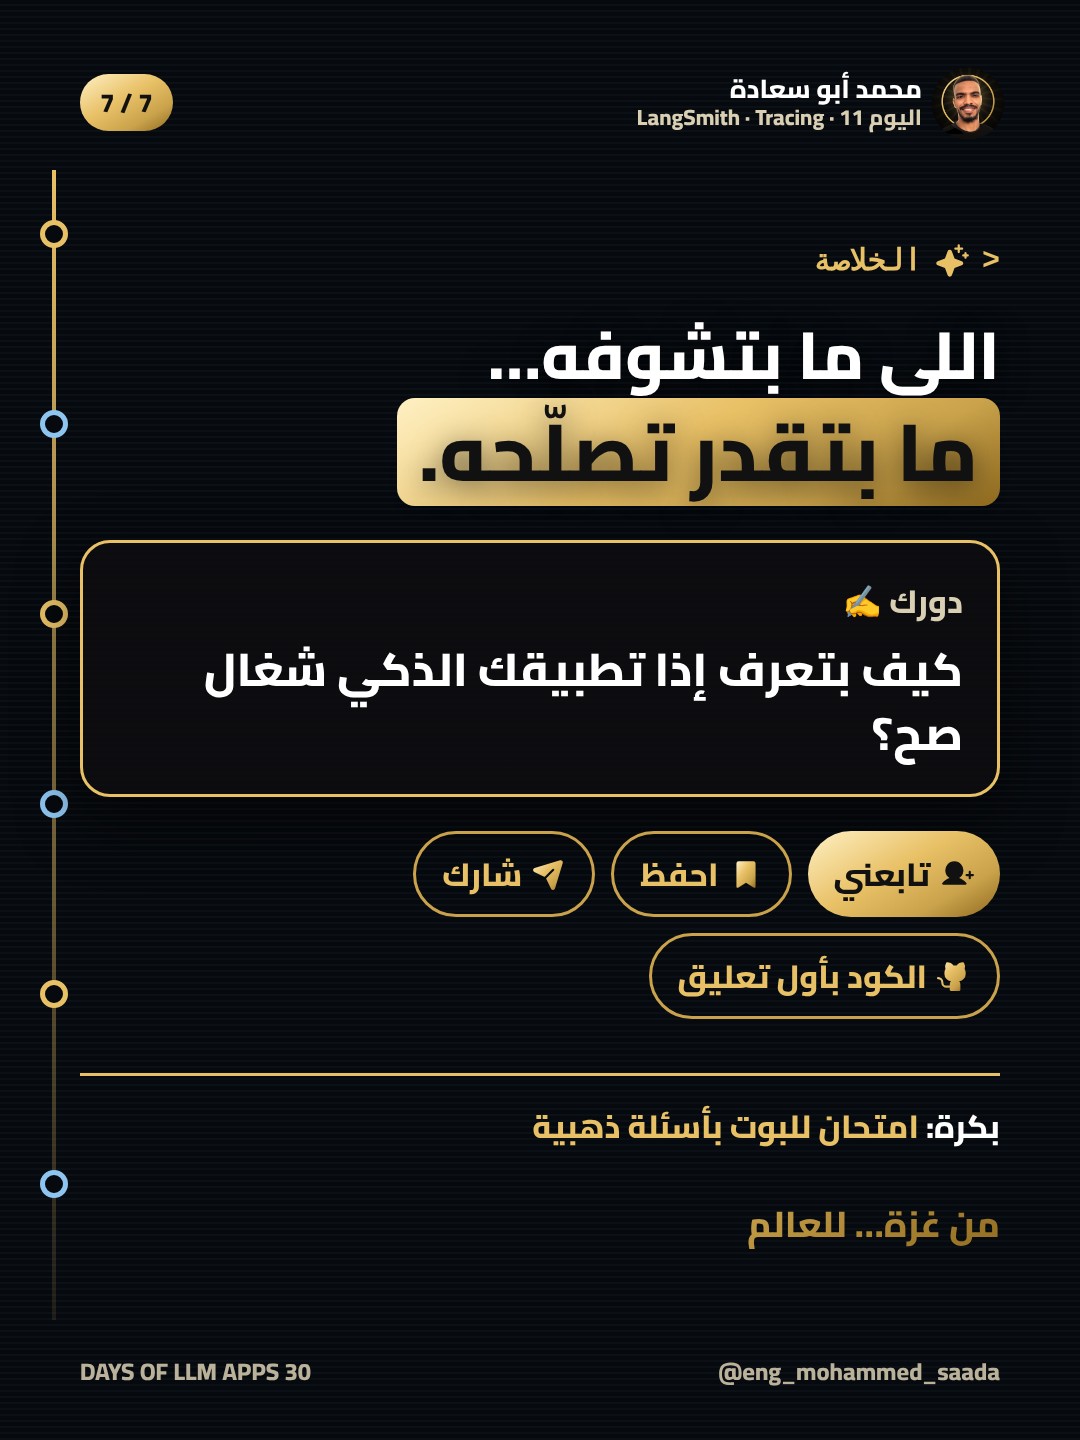 محمد أبو سعادة
اليوم 11 · LangSmith · Tracing
7 / 7
> الخلاصة
اللي ما بتشوفه...
ما بتقدر تصلّحه.
دورك ✍️
كيف بتعرف إذا تطبيقك الذكي شغال
صح؟
تابعني
احفظ
شارك
الكود بأول تعليق
بكرة: امتحان للبوت بأسئلة ذهبية
من غزة... للعالم
@eng_mohammed_saada
DAYS OF LLM APPS 30